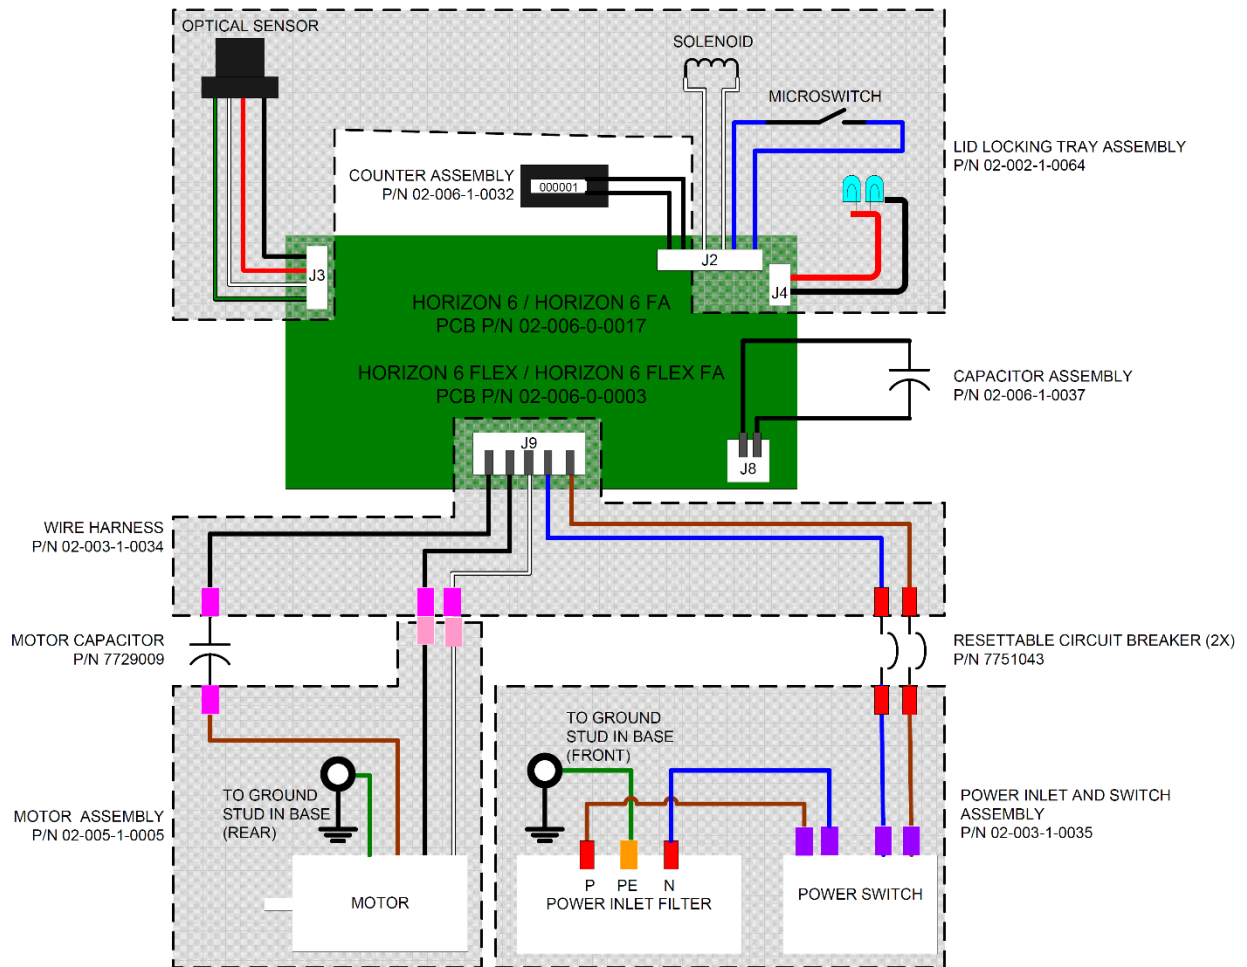 OPTICAL SENSOR
SOLENOID
MICROSWITCH
LID LOCKING TRAY ASSEMBLY
P/N 02-002-1-0064
COUNTER ASSEMBLY
P/N 02-006-1-0032
000001
J2
J3
J4
HORIZON 6 / HORIZON 6 FA
PCB P/N 02-006-0-0017
HORIZON 6 FLEX / HORIZON 6 FLEX FA
PCB P/N 02-006-0-0003
CAPACITOR ASSEMBLY
P/N 02-006-1-0037
J9
J8
WIRE HARNESS
P/N 02-003-1-0034
MOTOR CAPACITOR
P/N 7729009
RESETTABLE CIRCUIT BREAKER (2X)
P/N 7751043
TO GROUND
STUD IN BASE
(FRONT)
TO GROUND
STUD IN BASE
(REAR)
MOTOR  ASSEMBLY
P/N 02-005-1-0005
POWER INLET AND SWITCH
ASSEMBLY
P/N 02-003-1-0035
MOTOR
P PE N
POWER INLET FILTER
POWER SWITCH